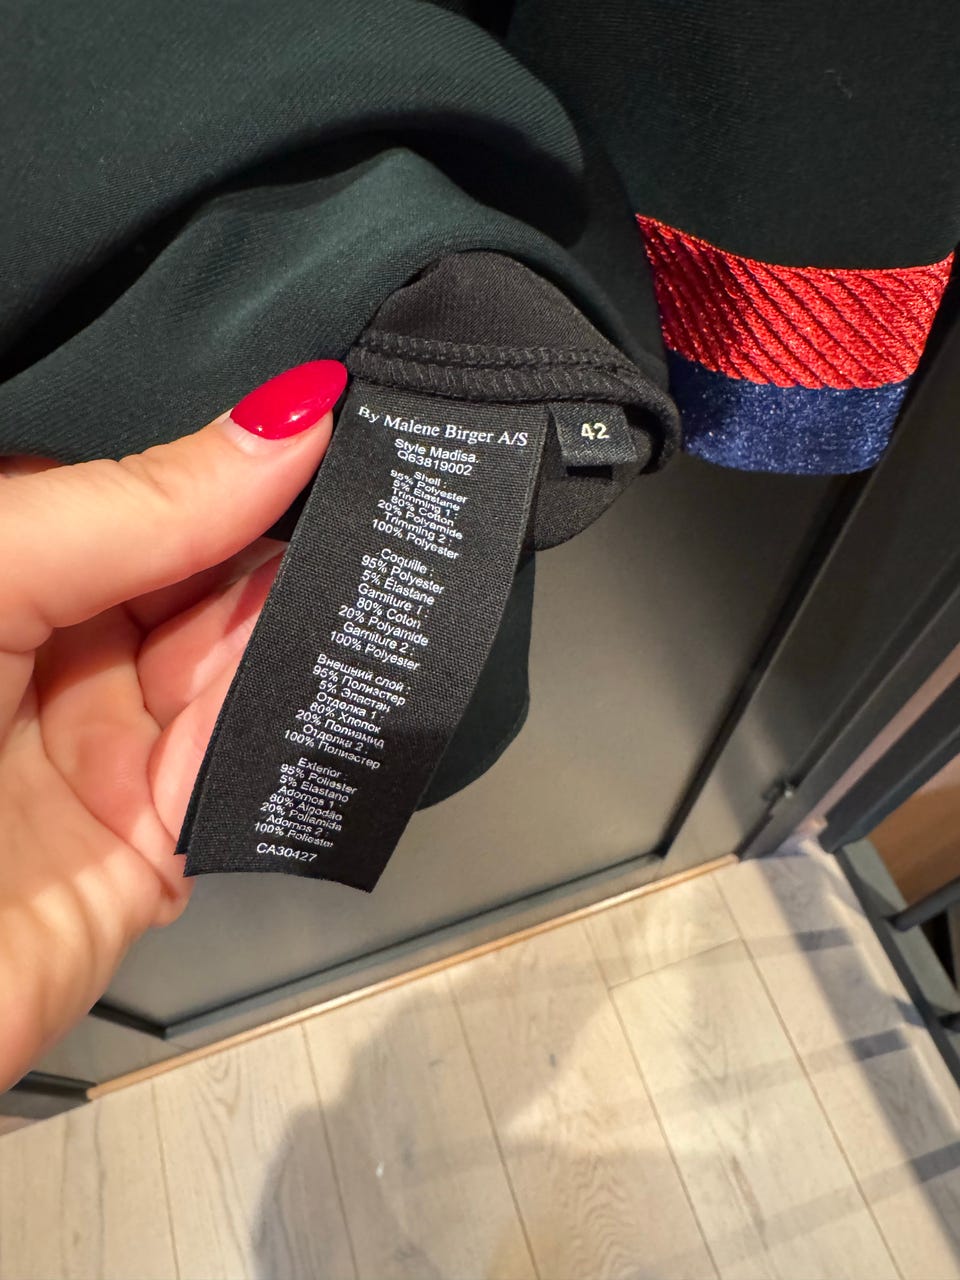 By Malene Birger A/S
42
Style Madisa.
Q63819002
Shell :
95% Polyester
5% Elastane
Trimming 1 :
80% Cotton
20% Polyamide
Trimming 2 :
100% Polyester
Coquille :
95% Polyester
5% Élastane
Garniture 1 :
80% Coton
20% Polyamide
Garniture 2 :
100% Polyester
Внешний слой :
95% Полиэстер
5% Эластан
Отделка 1 :
80% Хлопок
20% Полиамид
Отделка 2 :
100% Полиэстер
Exterior :
95% Poliester
5% Elastano
Adornos 1 :
80% Algodão
20% Poliamida
Adornos 2 :
100% Poliester
CA30427